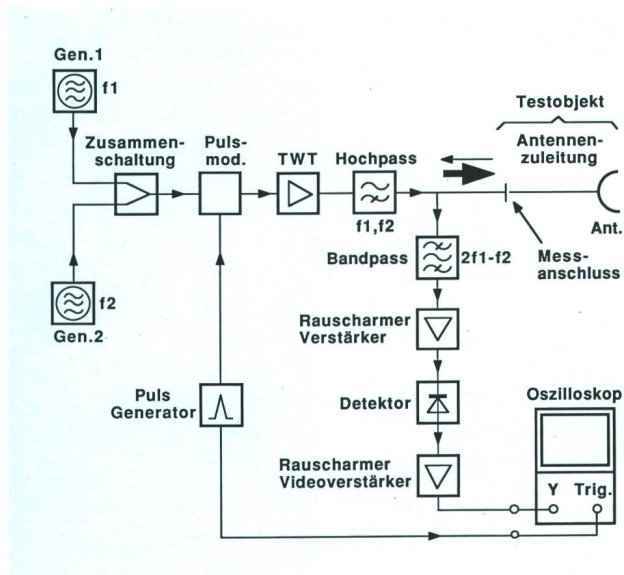 Gen.1
f1
Zusammen-
schaltung
Puls-
mod.
TWT
Hochpass
f1,f2
Testobjekt
Antennen-
zuleitung
Ant.
Mess-
anschluss
Bandpass
2f1-f2
f2
Gen.2
Rauscharmer
Verstärker
Puls
Generator
Detektor
Oszilloskop
Rauscharmer
Videoverstärker
Y
Trig.